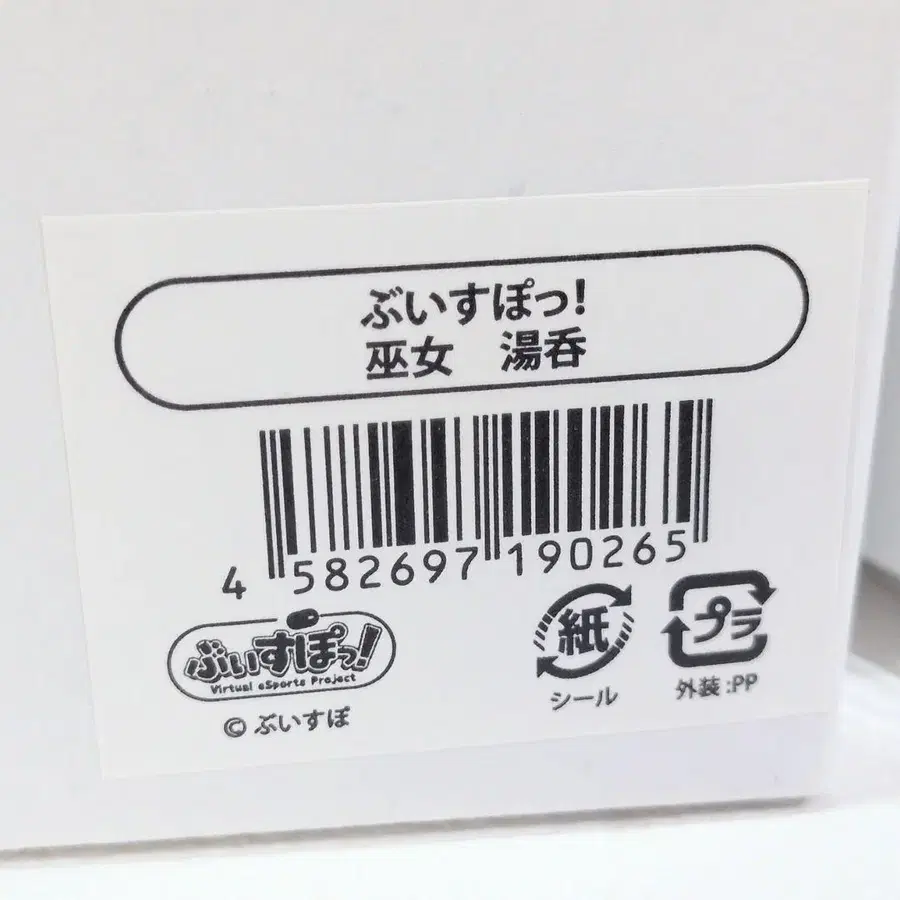 ぶいすぽっ!
巫女　湯呑
4 582697 190265
ぶいすぽっ!
Virtual eSports Project
© ぶいすぽ
紙
シール
プラ
外装:PP